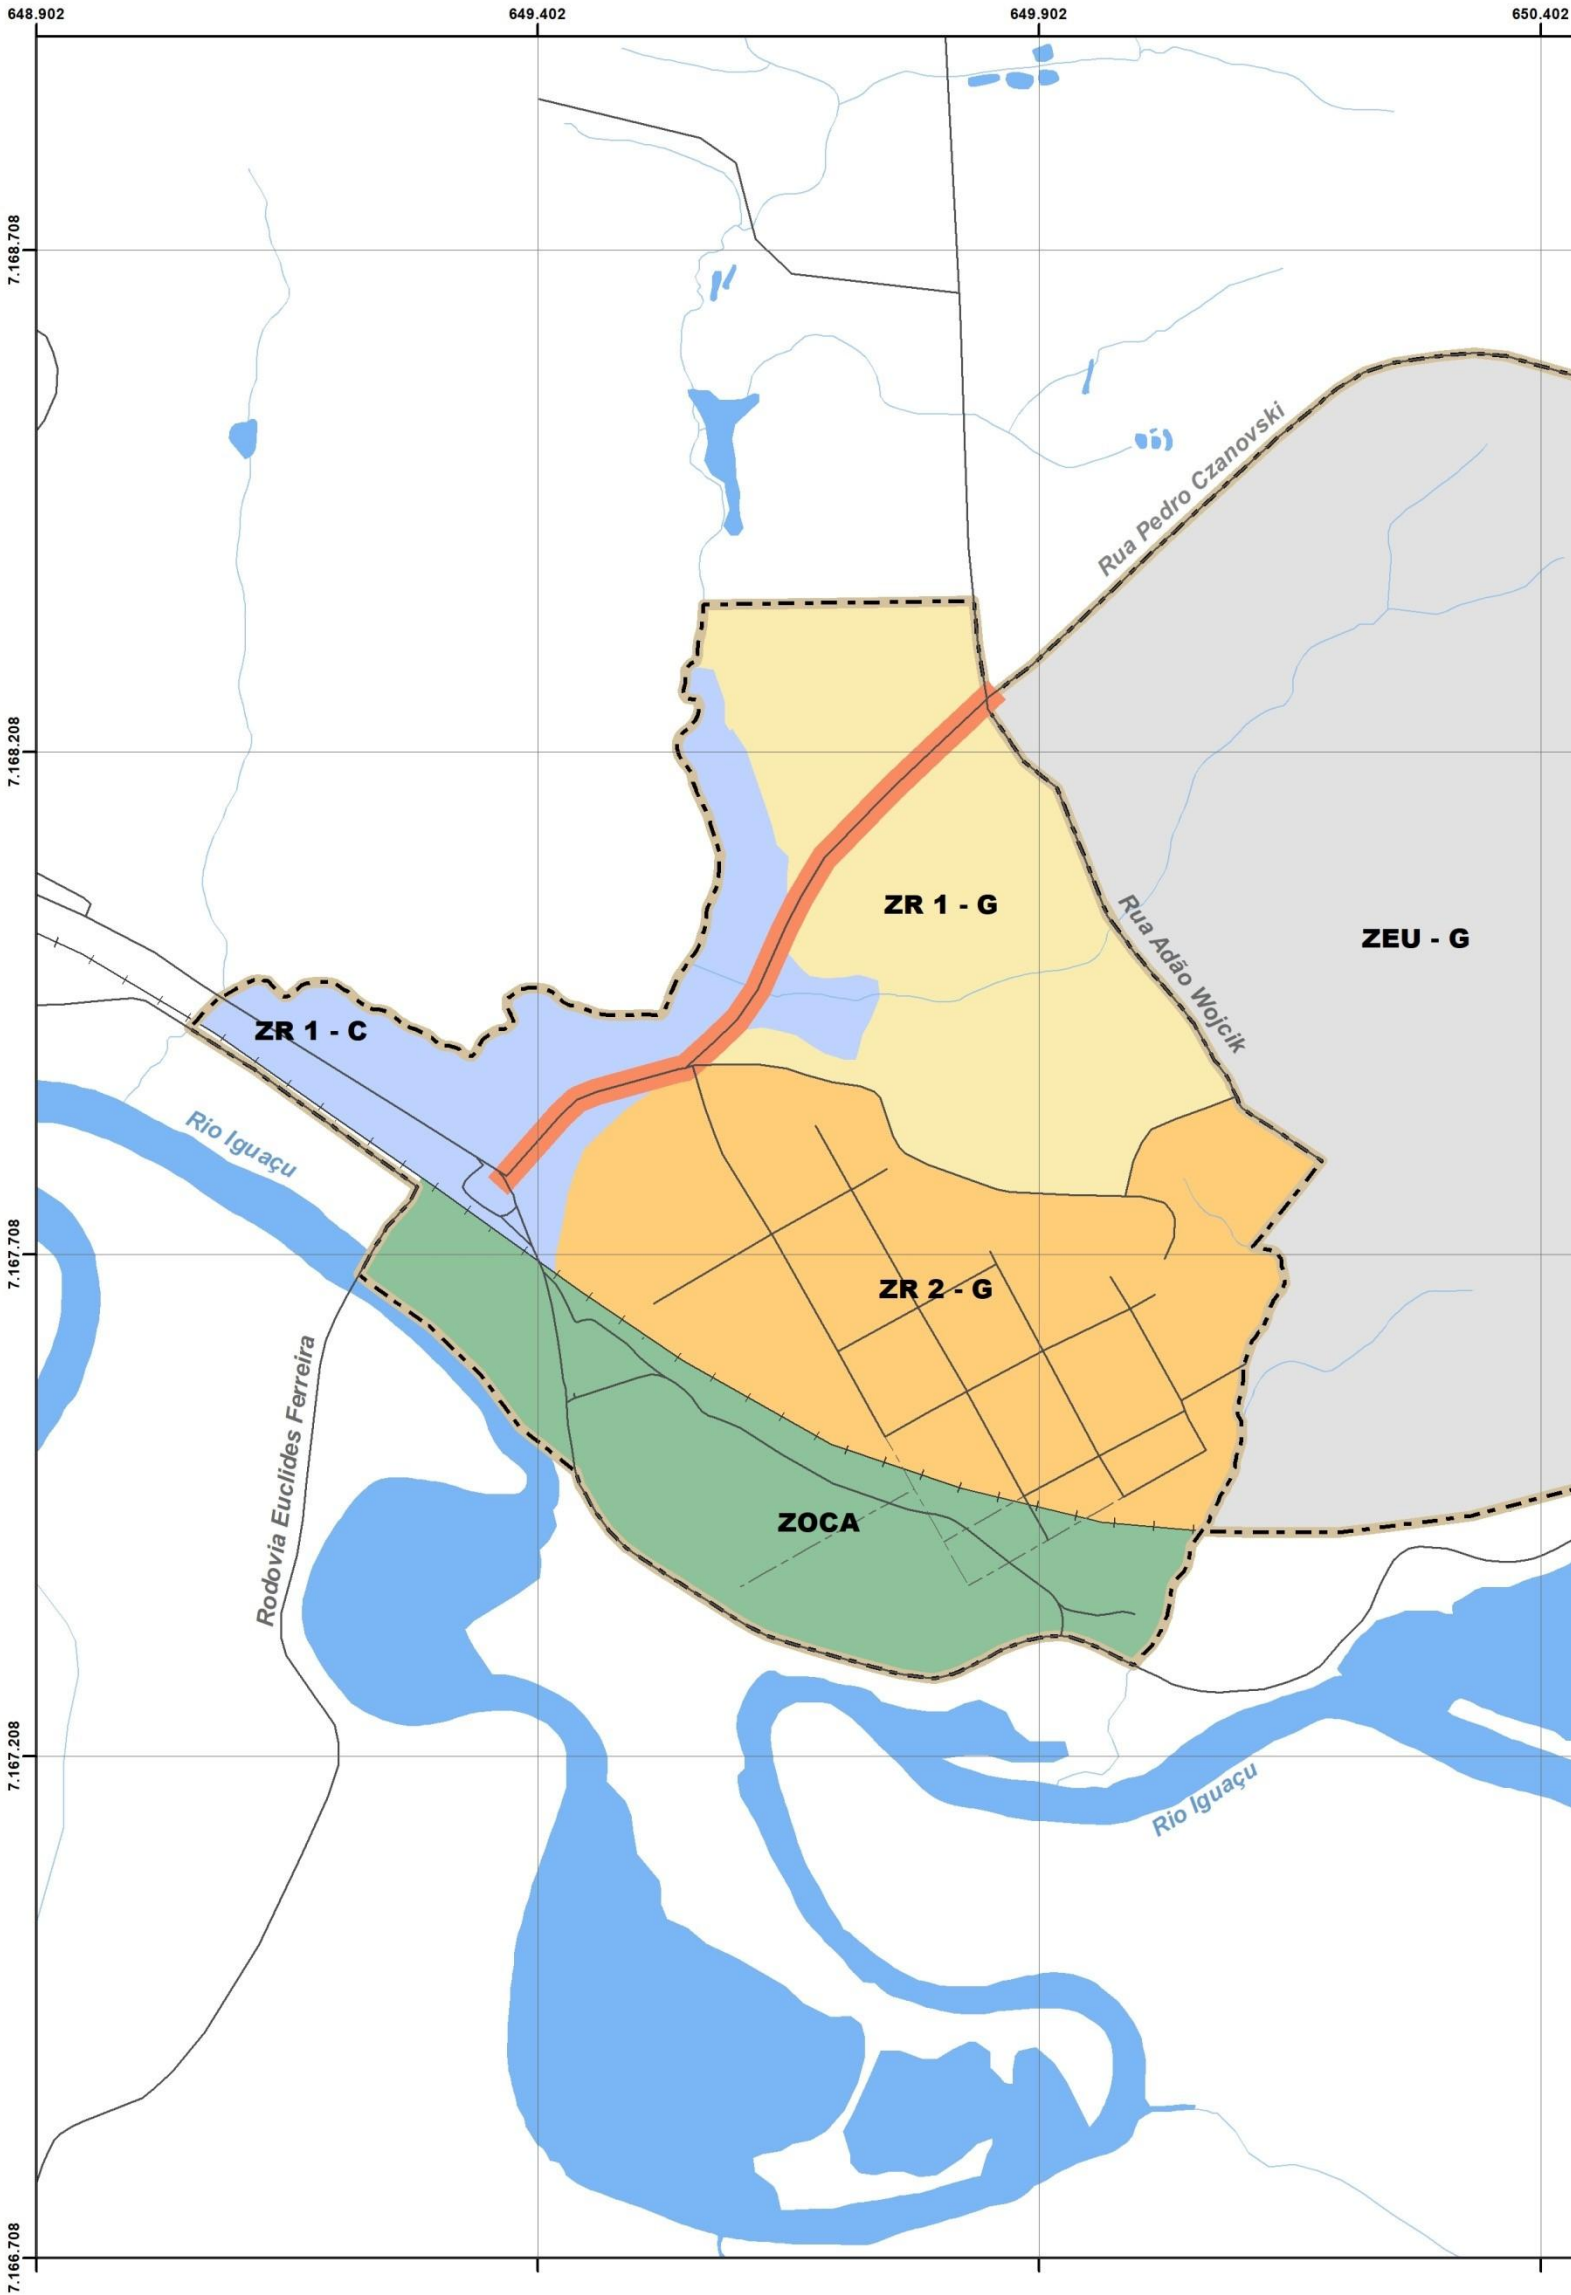 648.902
649.402
649.902
650.402
7.168.708
Rua Pedro Czanovski
7.168.208
ZR 1 - G
Rua Adão Wojcik
ZEU - G
ZR 1 - C
Rio Iguaçu
7.167.708
ZR 2 - G
Rodovia Euclides Ferreira
ZOCA
7.167.208
Rio Iguaçu
7.166.708